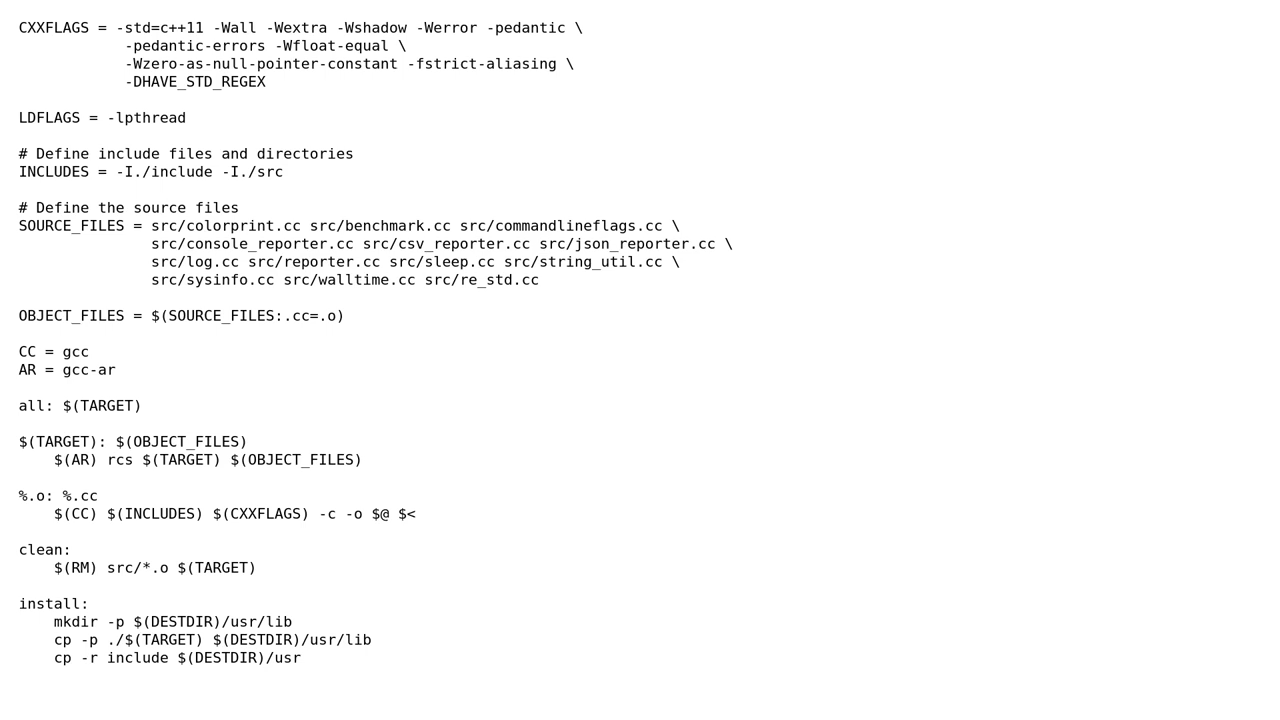 CXXFLAGS = -std=c++11 -Wall -Wextra -Wshadow -Werror -pedantic \
            -pedantic-errors -Wfloat-equal \
            -Wzero-as-null-pointer-constant -fstrict-aliasing \
            -DHAVE_STD_REGEX

LDFLAGS = -lpthread

# Define include files and directories
INCLUDES = -I./include -I./src

# Define the source files
SOURCE_FILES = src/colorprint.cc src/benchmark.cc src/commandlineflags.cc \
               src/console_reporter.cc src/csv_reporter.cc src/json_reporter.cc \
               src/log.cc src/reporter.cc src/sleep.cc src/string_util.cc \
               src/sysinfo.cc src/walltime.cc src/re_std.cc

OBJECT_FILES = $(SOURCE_FILES:.cc=.o)

CC = gcc
AR = gcc-ar

all: $(TARGET)

$(TARGET): $(OBJECT_FILES)
    $(AR) rcs $(TARGET) $(OBJECT_FILES)

%.o: %.cc
    $(CC) $(INCLUDES) $(CXXFLAGS) -c -o $@ $<

clean:
    $(RM) src/*.o $(TARGET)

install:
    mkdir -p $(DESTDIR)/usr/lib
    cp -p ./$(TARGET) $(DESTDIR)/usr/lib
    cp -r include $(DESTDIR)/usr